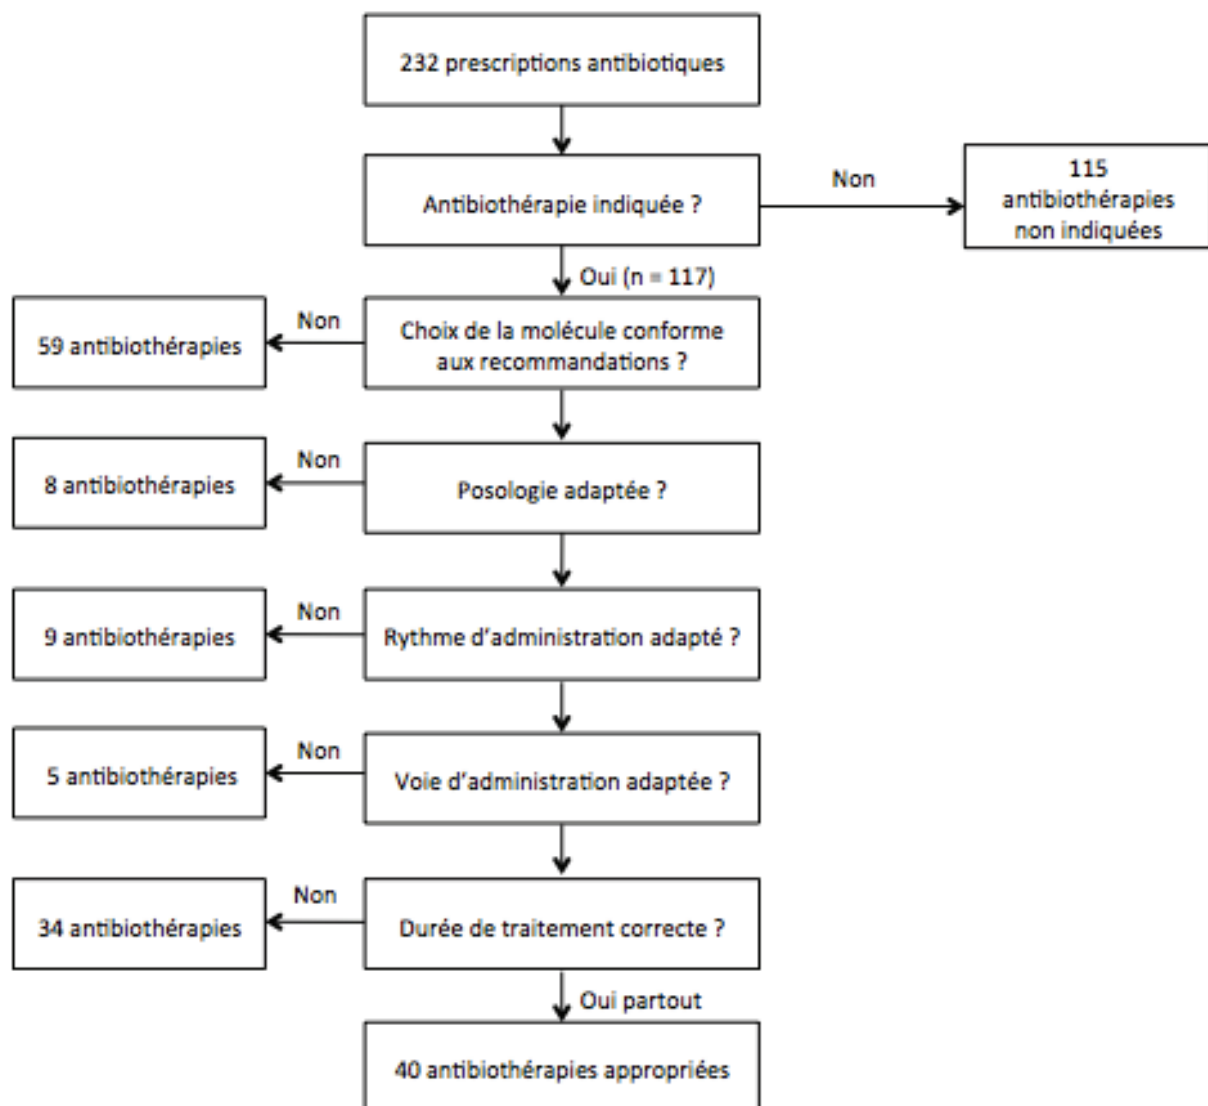 232 prescriptions antibiotiques
Antibiothérapie indiquée ?
Non
115
antibiothérapies
non indiquées
Oui (n = 117)
Choix de la molécule conforme
aux recommandations ?
Non
59 antibiothérapies
Posologie adaptée ?
Non
8 antibiothérapies
Rythme d’administration adapté ?
Non
9 antibiothérapies
Voie d’administration adaptée ?
Non
5 antibiothérapies
Durée de traitement correcte ?
Non
34 antibiothérapies
Oui partout
40 antibiothérapies appropriées